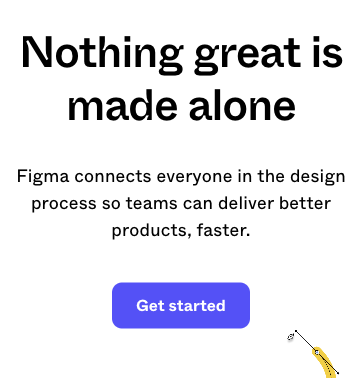 Nothing great is
made alone
Figma connects everyone in the design
process so teams can deliver better
products, faster.
Get started